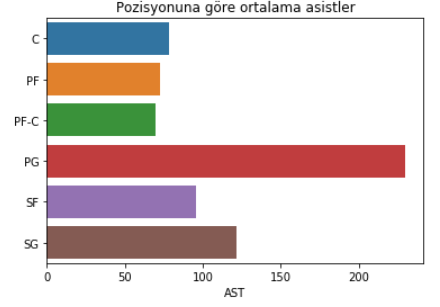 Pozisyonuna göre ortalama asistler
C
PF
PF-C
PG
SF
SG
0 50 100 150 200
AST